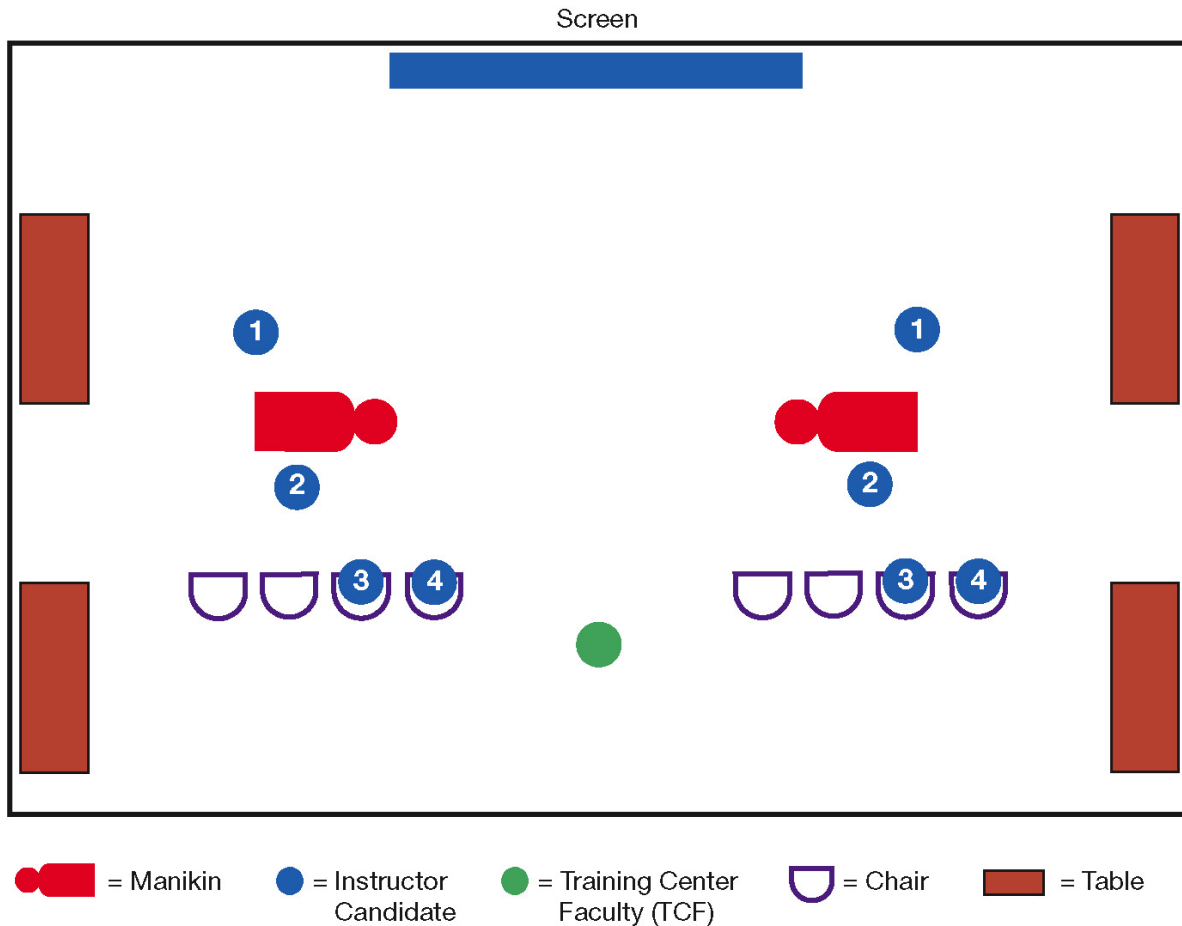 Screen
1
1
2
2
3
4
3
4
= Manikin
= Instructor
Candidate
= Training Center
Faculty (TCF)
= Chair
= Table